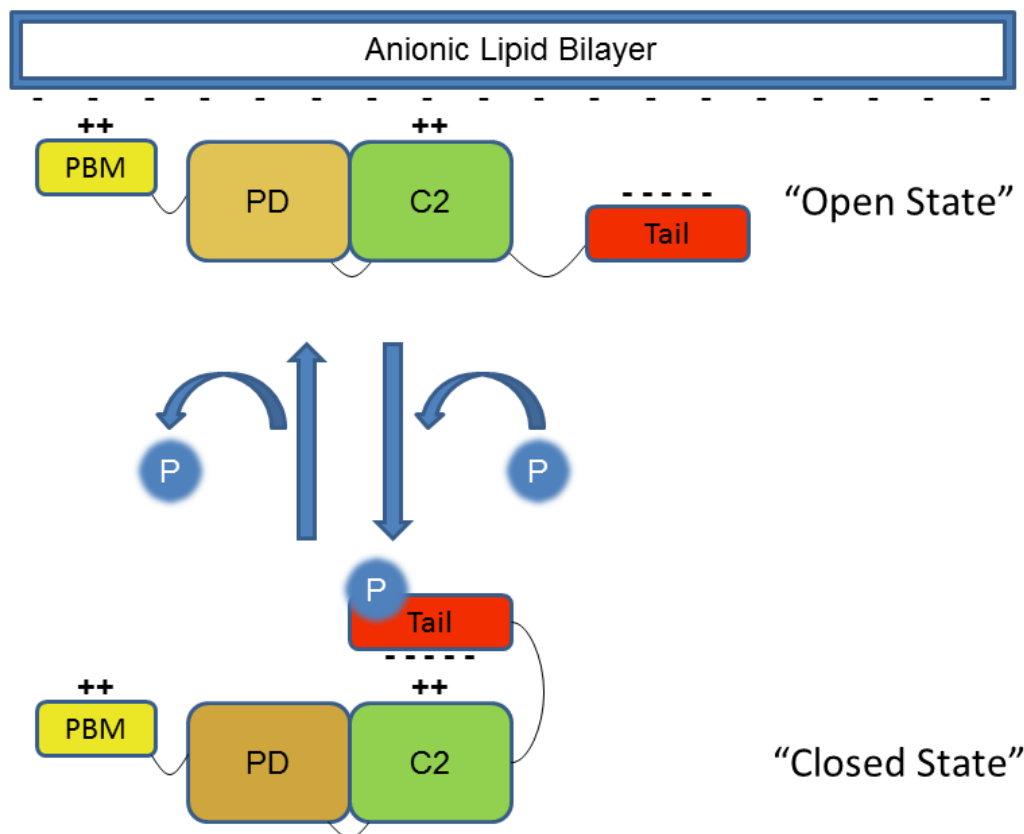 Anionic Lipid Bilayer
- - - - - - - - - - - - - - - - - -
++ ++
PBM PD C2 - - - - - Tail “Open State”
P P
P
Tail
- - - - -
++ ++
PBM PD C2 “Closed State”